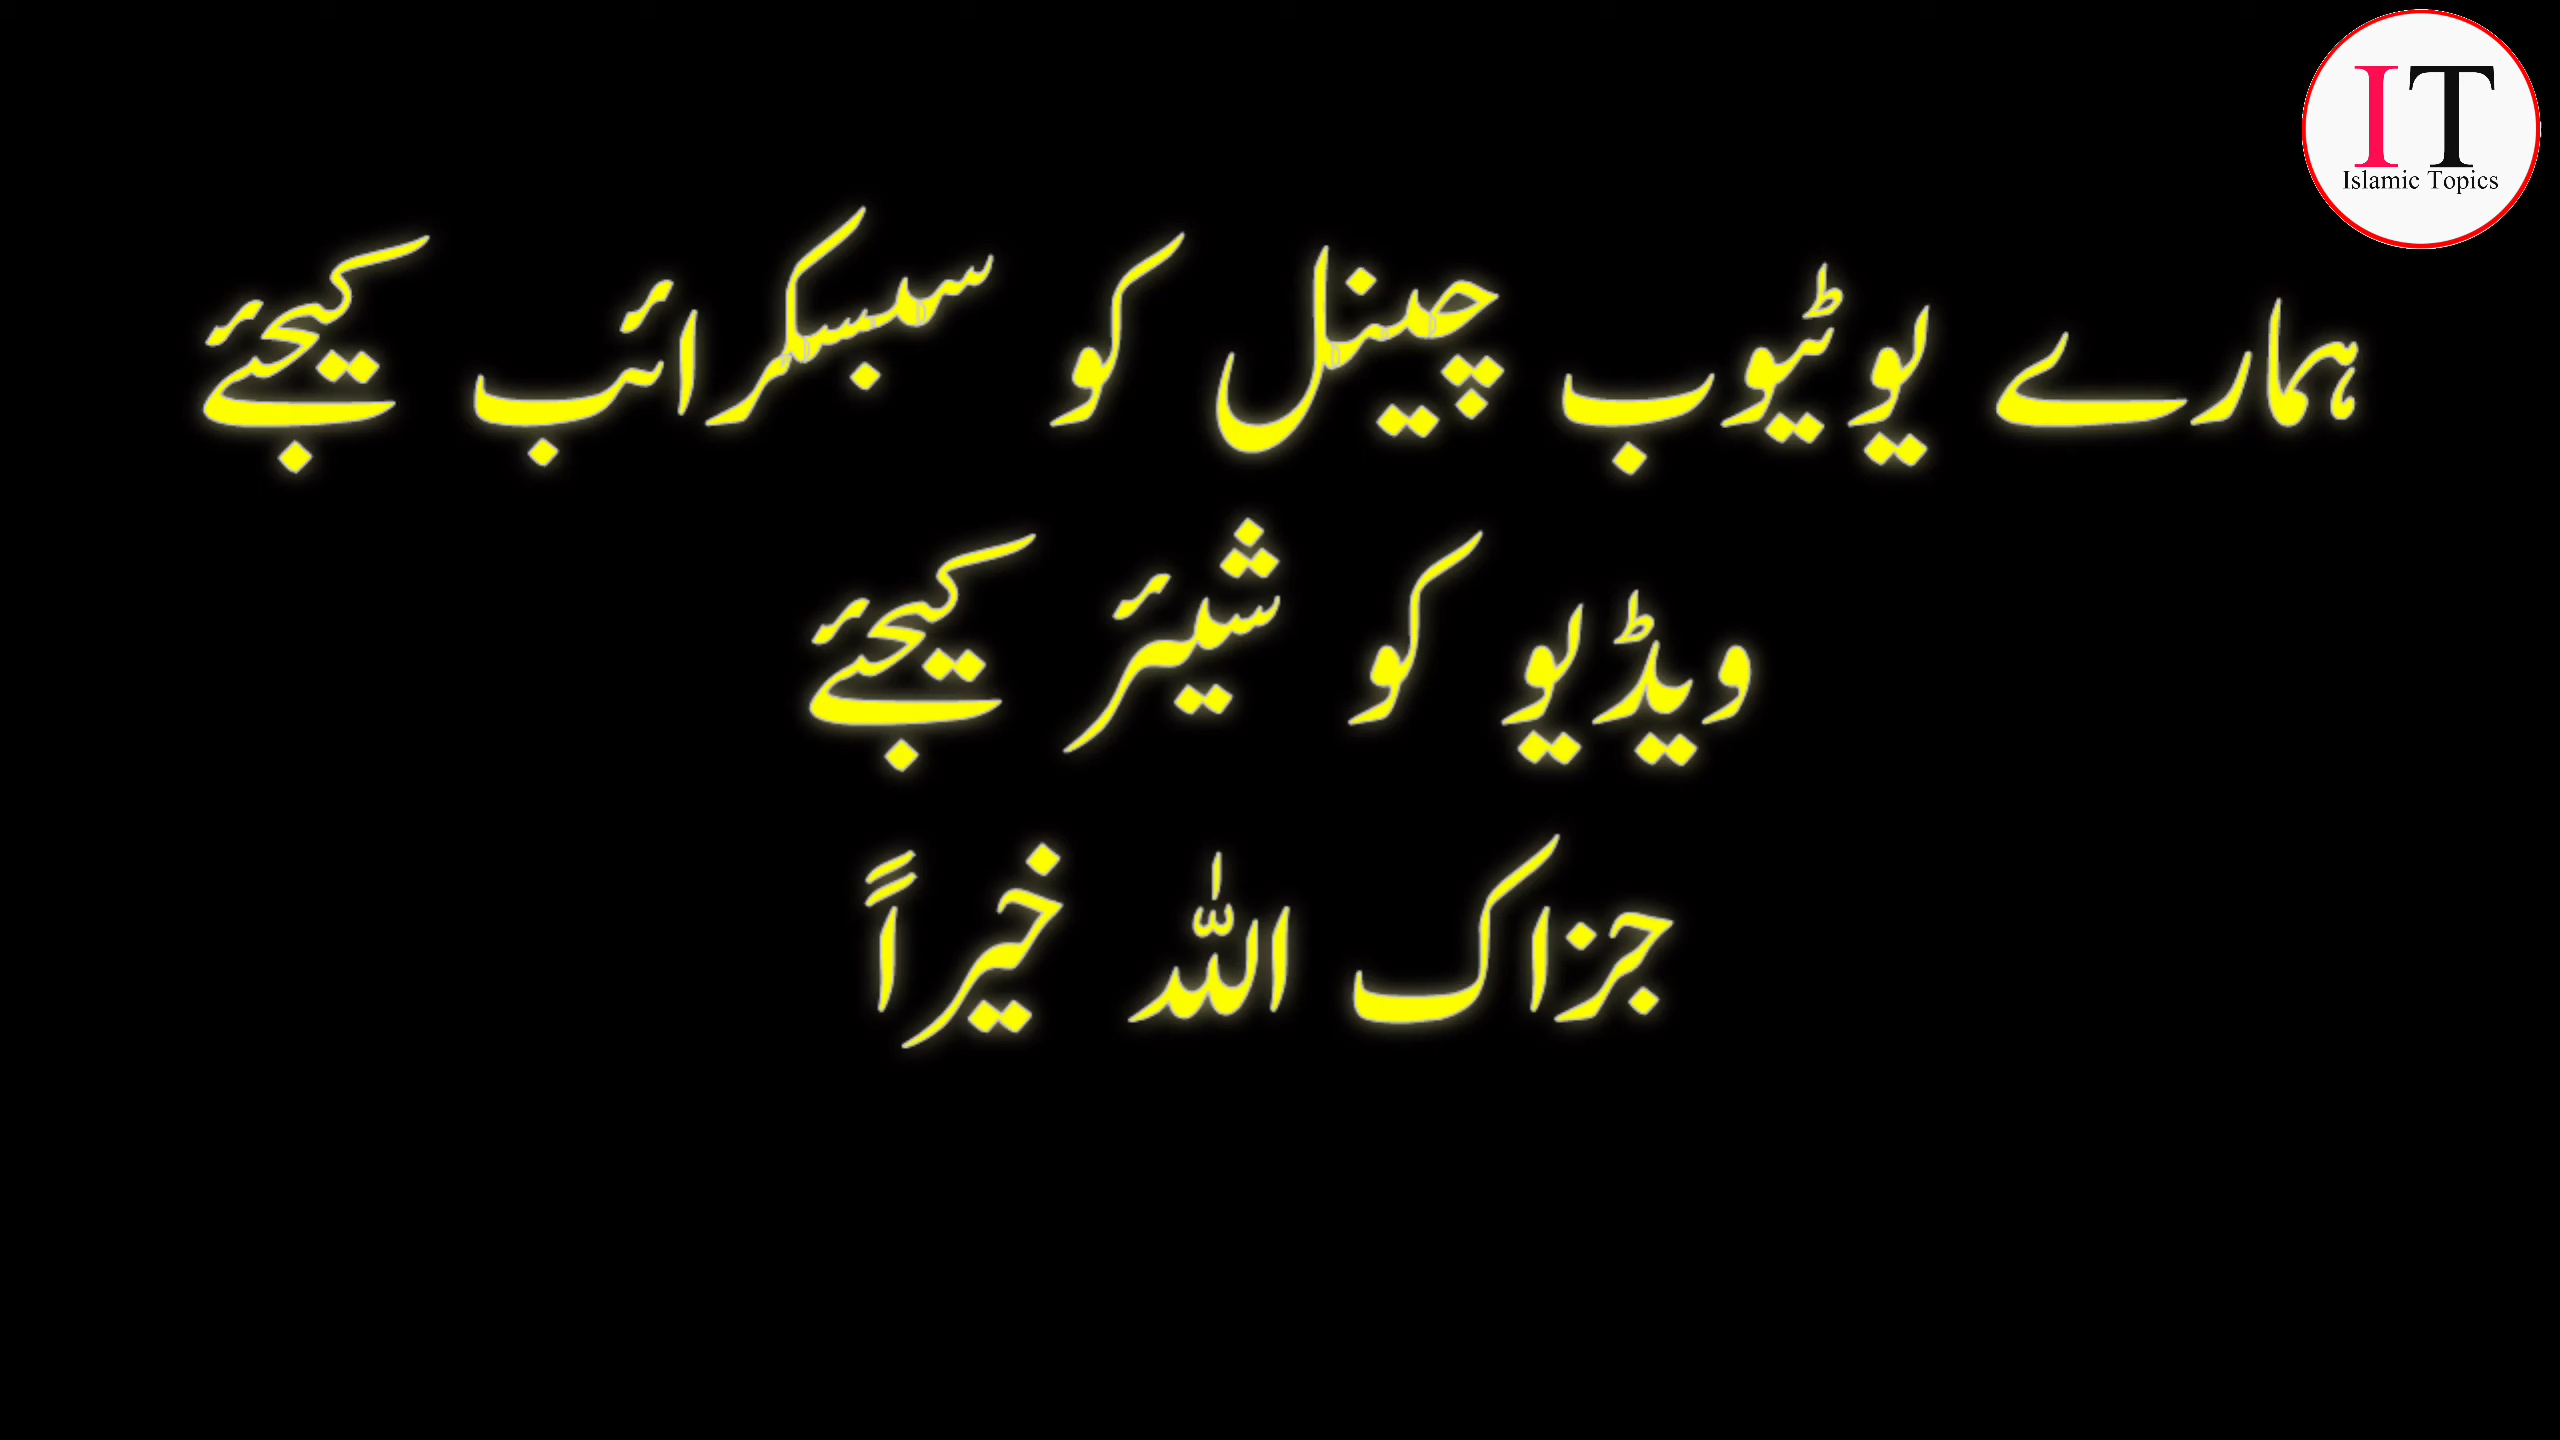 IT
Islamic Topics
ہمارے یوٹیوب چینل کو سبسکرائب کیجئے
ویڈیو کو شیئر کیجئے
جزاک اللہ خیراً